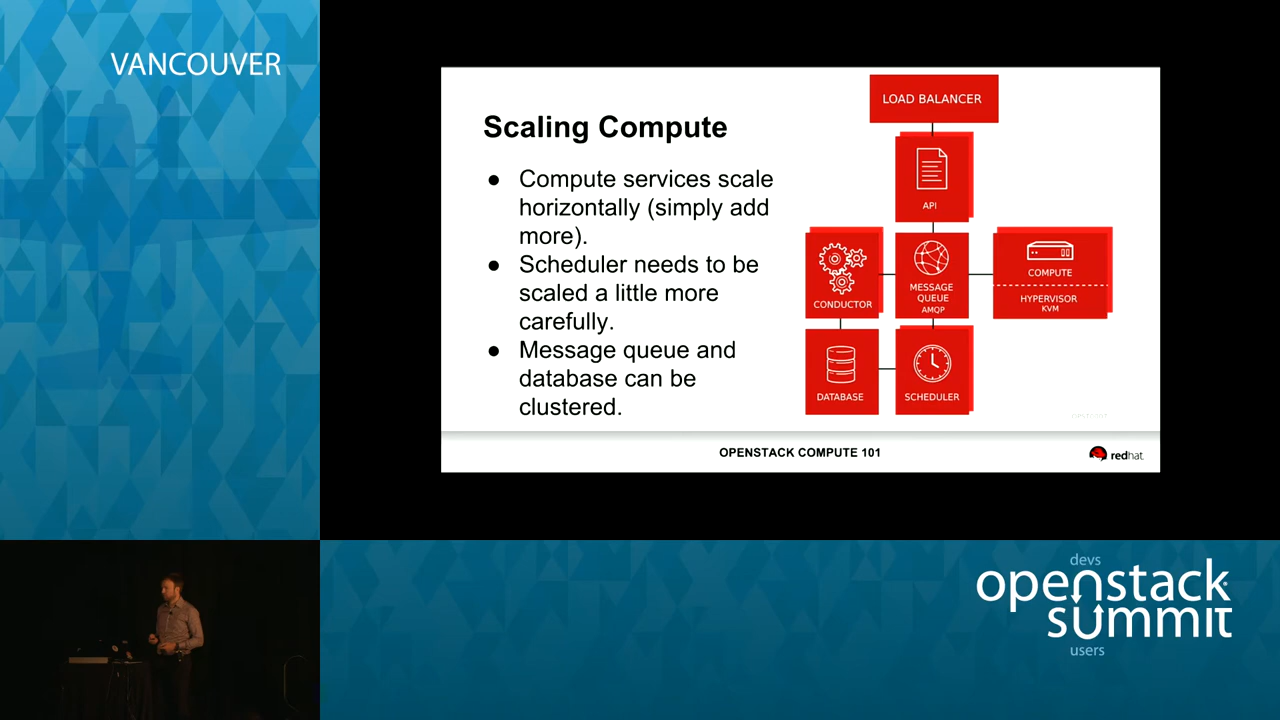 VANCOUVER
Scaling Compute
● Compute services scale
horizontally (simply add
more).
● Scheduler needs to be
scaled a little more
carefully.
● Message queue and
database can be
clustered.
LOAD BALANCER
API
CONDUCTOR
MESSAGE
QUEUE
AMQP
COMPUTE
HYPERVISOR
KVM
DATABASE
SCHEDULER
OPENSTACK COMPUTE 101
redhat
devs
openstack
summit
users